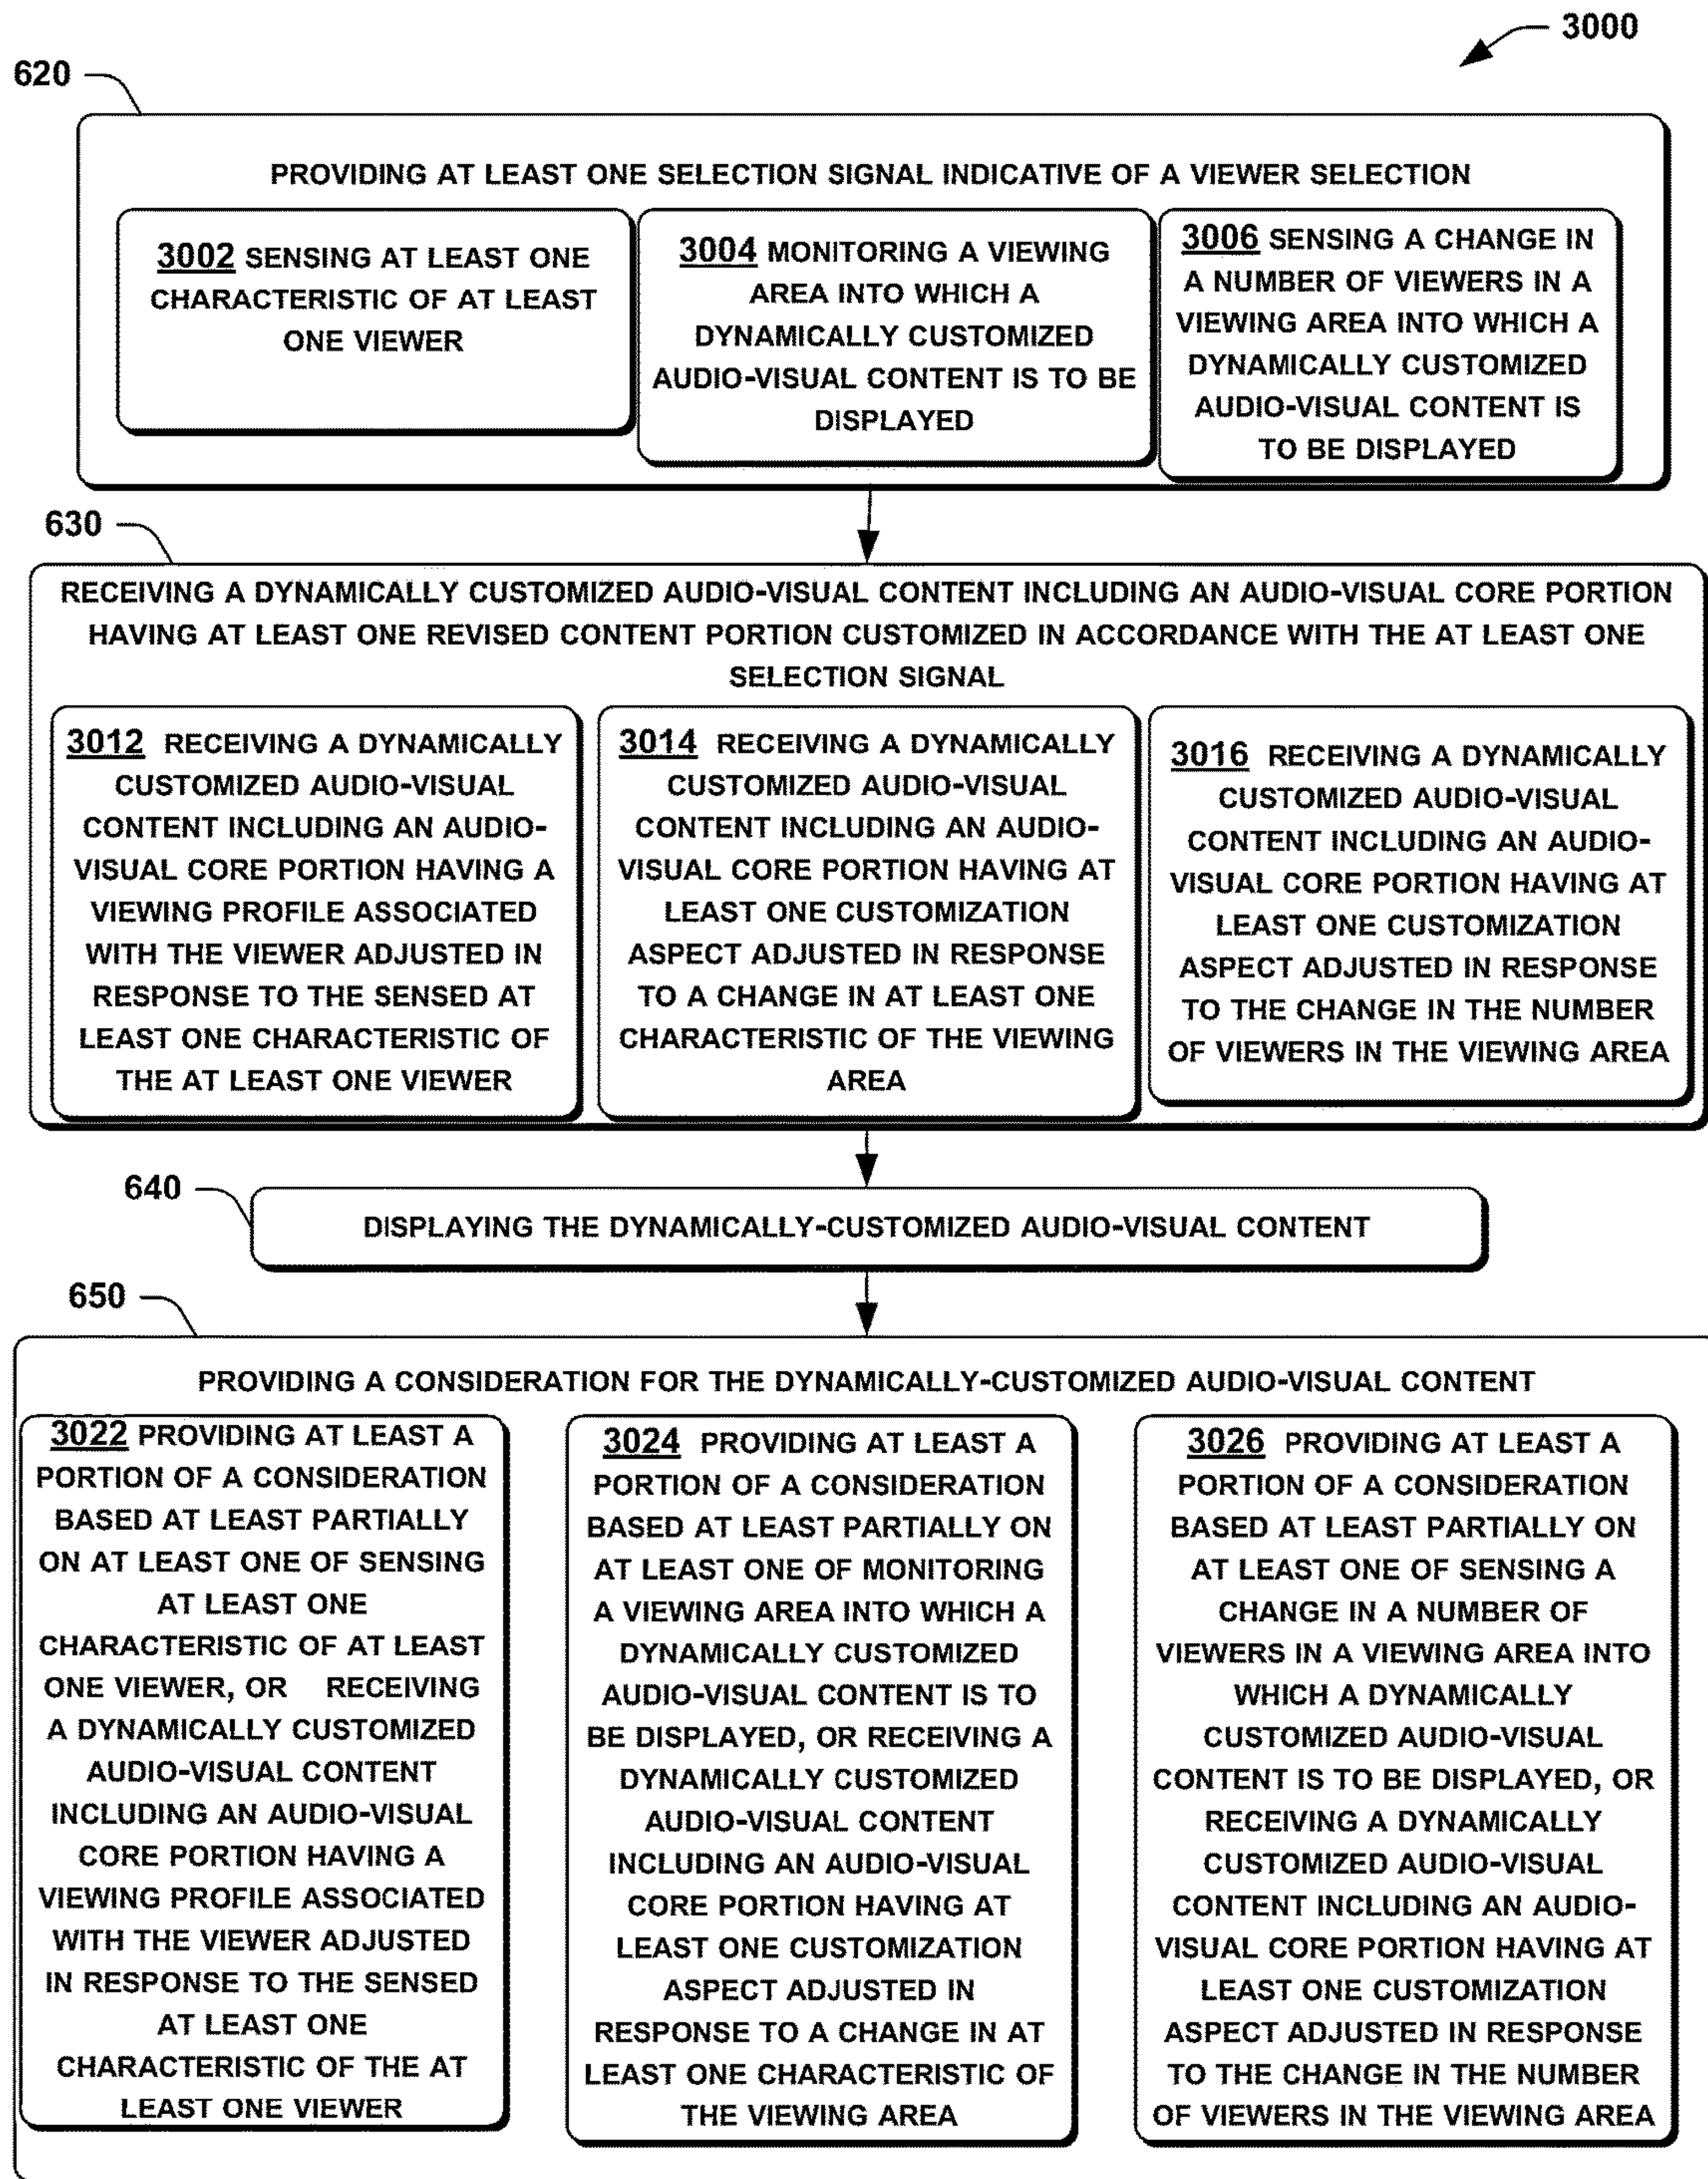 3000
620
PROVIDING AT LEAST ONE SELECTION SIGNAL INDICATIVE OF A VIEWER SELECTION
3002 SENSING AT LEAST ONE
CHARACTERISTIC OF AT LEAST
ONE VIEWER
3004 MONITORING A VIEWING
AREA INTO WHICH A
DYNAMICALLY CUSTOMIZED
AUDIO-VISUAL CONTENT IS TO BE
DISPLAYED
3006 SENSING A CHANGE IN
A NUMBER OF VIEWERS IN A
VIEWING AREA INTO WHICH A
DYNAMICALLY CUSTOMIZED
AUDIO-VISUAL CONTENT IS
TO BE DISPLAYED
630
RECEIVING A DYNAMICALLY CUSTOMIZED AUDIO-VISUAL CONTENT INCLUDING AN AUDIO-VISUAL CORE PORTION
HAVING AT LEAST ONE REVISED CONTENT PORTION CUSTOMIZED IN ACCORDANCE WITH THE AT LEAST ONE
SELECTION SIGNAL
3012 RECEIVING A DYNAMICALLY
CUSTOMIZED AUDIO-VISUAL
CONTENT INCLUDING AN AUDIO-
VISUAL CORE PORTION HAVING A
VIEWING PROFILE ASSOCIATED
WITH THE VIEWER ADJUSTED IN
RESPONSE TO THE SENSED AT
LEAST ONE CHARACTERISTIC OF
THE AT LEAST ONE VIEWER
3014 RECEIVING A DYNAMICALLY
CUSTOMIZED AUDIO-VISUAL
CONTENT INCLUDING AN AUDIO-
VISUAL CORE PORTION HAVING AT
LEAST ONE CUSTOMIZATION
ASPECT ADJUSTED IN RESPONSE
TO A CHANGE IN AT LEAST ONE
CHARACTERISTIC OF THE VIEWING
AREA
3016 RECEIVING A DYNAMICALLY
CUSTOMIZED AUDIO-VISUAL
CONTENT INCLUDING AN AUDIO-
VISUAL CORE PORTION HAVING AT
LEAST ONE CUSTOMIZATION
ASPECT ADJUSTED IN RESPONSE
TO THE CHANGE IN THE NUMBER
OF VIEWERS IN THE VIEWING AREA
640
DISPLAYING THE DYNAMICALLY-CUSTOMIZED AUDIO-VISUAL CONTENT
650
PROVIDING A CONSIDERATION FOR THE DYNAMICALLY-CUSTOMIZED AUDIO-VISUAL CONTENT
3022 PROVIDING AT LEAST A
PORTION OF A CONSIDERATION
BASED AT LEAST PARTIALLY
ON AT LEAST ONE OF SENSING
AT LEAST ONE
CHARACTERISTIC OF AT LEAST
ONE VIEWER, OR RECEIVING
A DYNAMICALLY CUSTOMIZED
AUDIO-VISUAL CONTENT
INCLUDING AN AUDIO-VISUAL
CORE PORTION HAVING A
VIEWING PROFILE ASSOCIATED
WITH THE VIEWER ADJUSTED
IN RESPONSE TO THE SENSED
AT LEAST ONE
CHARACTERISTIC OF THE AT
LEAST ONE VIEWER
3024 PROVIDING AT LEAST A
PORTION OF A CONSIDERATION
BASED AT LEAST PARTIALLY ON
AT LEAST ONE OF MONITORING
A VIEWING AREA INTO WHICH A
DYNAMICALLY CUSTOMIZED
AUDIO-VISUAL CONTENT IS TO
BE DISPLAYED, OR RECEIVING A
DYNAMICALLY CUSTOMIZED
AUDIO-VISUAL CONTENT
INCLUDING AN AUDIO-VISUAL
CORE PORTION HAVING AT
LEAST ONE CUSTOMIZATION
ASPECT ADJUSTED IN
RESPONSE TO A CHANGE IN AT
LEAST ONE CHARACTERISTIC OF
THE VIEWING AREA
3026 PROVIDING AT LEAST A
PORTION OF A CONSIDERATION
BASED AT LEAST PARTIALLY ON
AT LEAST ONE OF SENSING A
CHANGE IN A NUMBER OF
VIEWERS IN A VIEWING AREA INTO
WHICH A DYNAMICALLY
CUSTOMIZED AUDIO-VISUAL
CONTENT IS TO BE DISPLAYED, OR
RECEIVING A DYNAMICALLY
CUSTOMIZED AUDIO-VISUAL
CONTENT INCLUDING AN AUDIO-
VISUAL CORE PORTION HAVING AT
LEAST ONE CUSTOMIZATION
ASPECT ADJUSTED IN RESPONSE
TO THE CHANGE IN THE NUMBER
OF VIEWERS IN THE VIEWING AREA